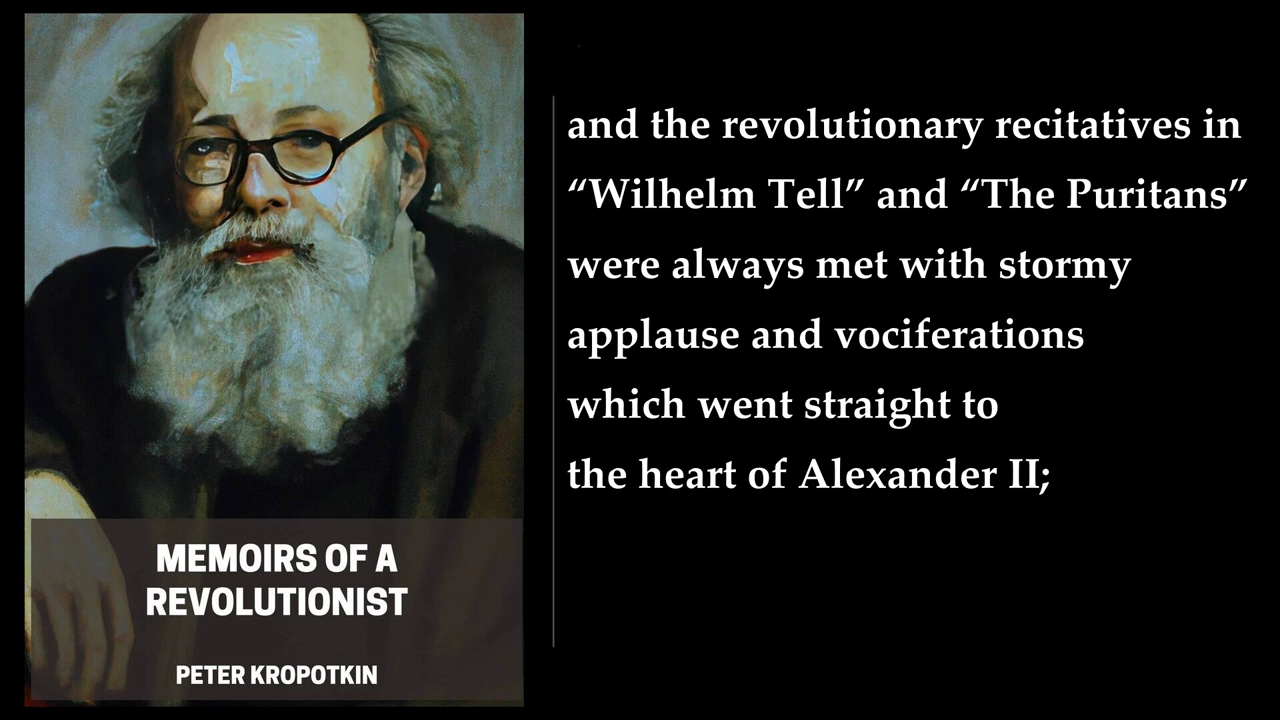 MEMOIRS OF A
REVOLUTIONIST
PETER KROPOTKIN
and the revolutionary recitatives in
“Wilhelm Tell” and “The Puritans”
were always met with stormy
applause and vociferations
which went straight to
the heart of Alexander II;